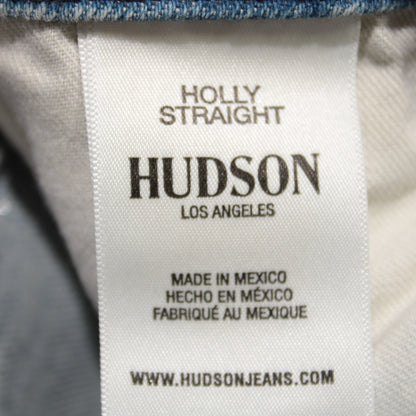 HOLLY
STRAIGHT
HUDSON
LOS ANGELES
MADE IN MEXICO
HECHO EN MÉXICO
FABRIQUÉ AU MEXIQUE
WWW.HUDSONJEANS.COM